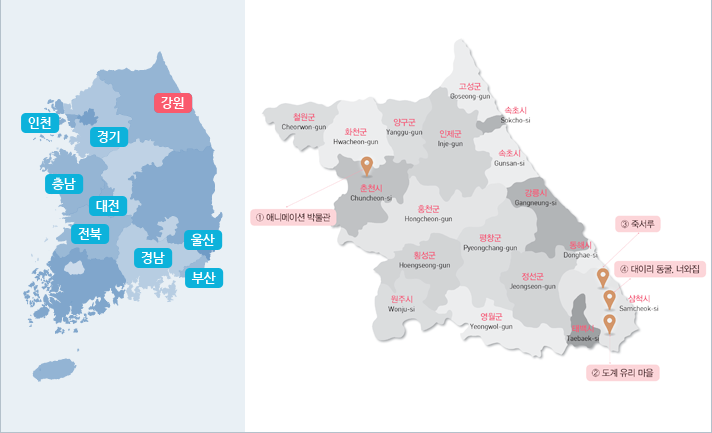 강원
인천
경기
충남
대전
전북
울산
경남
부산
고성군
Goseong-gun
속초시
Sokcho-si
철원군
Cheorwon-gun
화천군
Hwacheon-gun
양구군
Yanggu-gun
인제군
Inje-gun
속초시
Gunsan-si
춘천시
Chuncheon-si
강릉시
Gangneung-si
① 애니메이션 박물관
홍천군
Hongcheon-gun
③ 죽서루
평창군
Pyeongchang-gun
동해시
Donghae-si
횡성군
Hoengseong-gun
④ 대이리 동굴, 너와집
정선군
Jeongseon-gun
원주시
Wonju-si
삼척시
Samcheok-si
영월군
Yeongwol-gun
태백시
Taebaek-si
② 도계 유리 마을